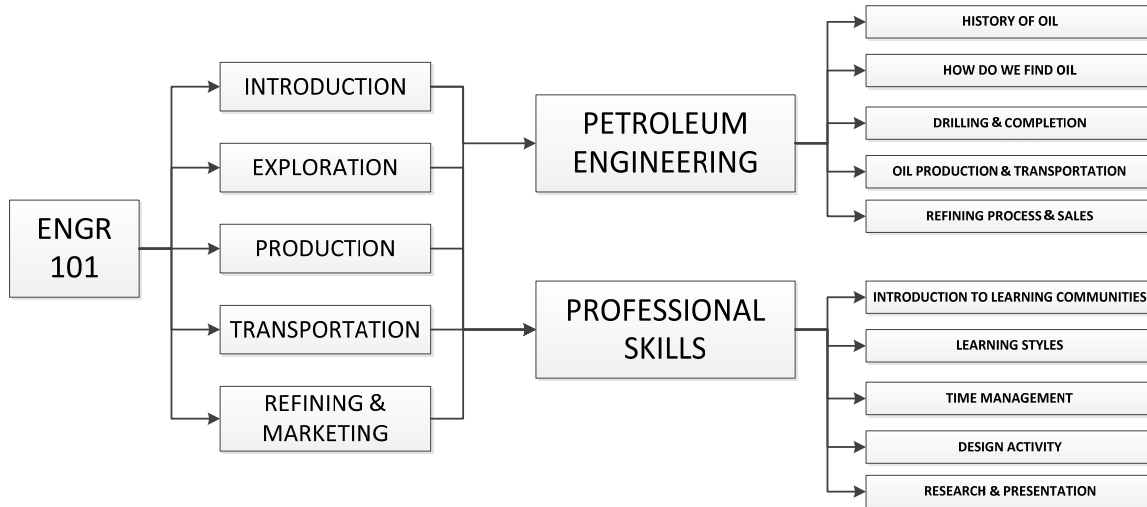 ENGR
101
INTRODUCTION
EXPLORATION
PRODUCTION
TRANSPORTATION
REFINING &
MARKETING
PETROLEUM
ENGINEERING
PROFESSIONAL
SKILLS
HISTORY OF OIL
HOW DO WE FIND OIL
DRILLING & COMPLETION
OIL PRODUCTION & TRANSPORTATION
REFINING PROCESS & SALES
INTRODUCTION TO LEARNING COMMUNITIES
LEARNING STYLES
TIME MANAGEMENT
DESIGN ACTIVITY
RESEARCH & PRESENTATION